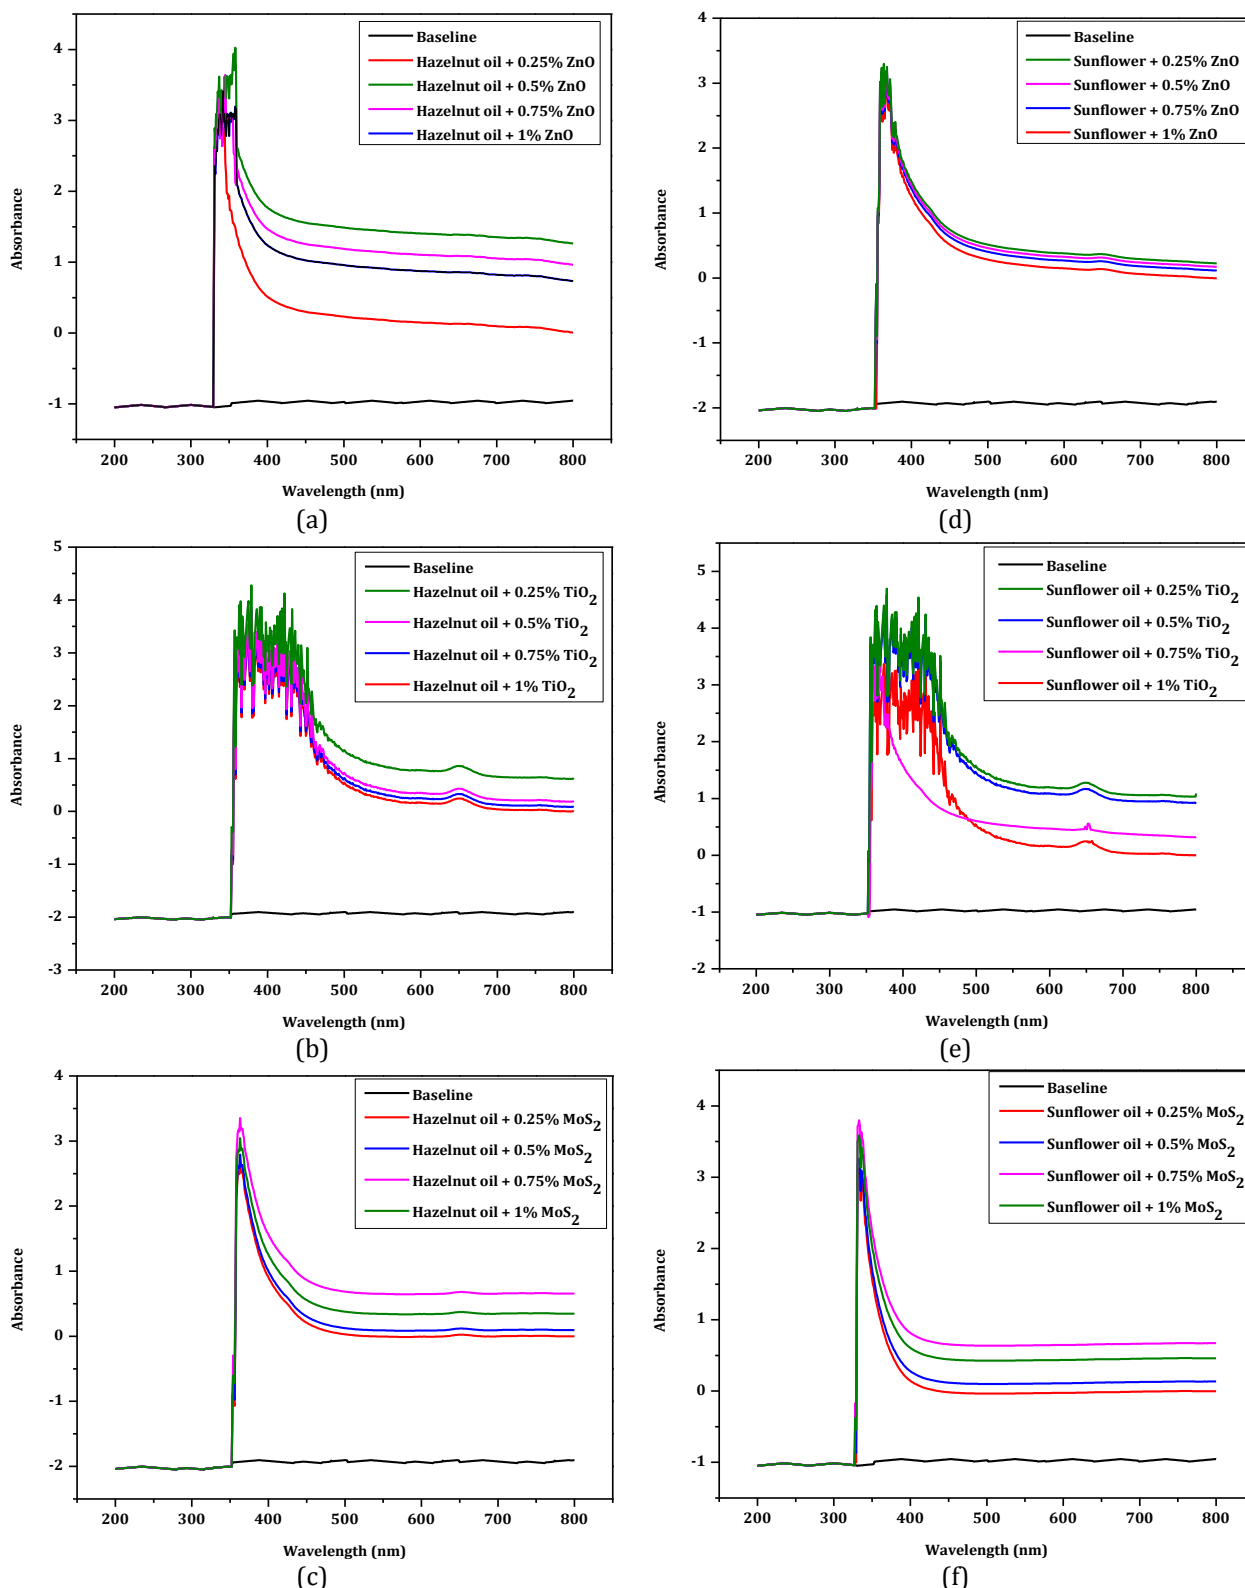 Baseline
Hazelnut oil + 0.25% ZnO
Hazelnut oil + 0.5% ZnO
Hazelnut oil + 0.75% ZnO
Hazelnut oil + 1% ZnO
4
3
2
1
0
-1
Absorbance
200 300 400 500 600 700 800
Wavelength (nm)
(a)
Baseline
Sunflower + 0.25% ZnO
Sunflower + 0.5% ZnO
Sunflower + 0.75% ZnO
Sunflower + 1% ZnO
4
3
2
1
0
-1
-2
Absorbance
200 300 400 500 600 700 800
Wavelength (nm)
(d)
Baseline
Hazelnut oil + 0.25% TiO2
Hazelnut oil + 0.5% TiO2
Hazelnut oil + 0.75% TiO2
Hazelnut oil + 1% TiO2
5
4
3
2
1
0
-1
-2
-3
Absorbance
200 300 400 500 600 700 800
Wavelength (nm)
(b)
Baseline
Sunflower oil + 0.25% TiO2
Sunflower oil + 0.5% TiO2
Sunflower oil + 0.75% TiO2
Sunflower oil + 1% TiO2
5
4
3
2
1
0
-1
-2
Absorbance
200 300 400 500 600 700 800
Wavelength (nm)
(e)
Baseline
Hazelnut oil + 0.25% MoS2
Hazelnut oil + 0.5% MoS2
Hazelnut oil + 0.75% MoS2
Hazelnut oil + 1% MoS2
4
3
2
1
0
-1
-2
Absorbance
200 300 400 500 600 700 800
Wavelength (nm)
(c)
Baseline
Sunflower oil + 0.25% MoS2
Sunflower oil + 0.5% MoS2
Sunflower oil + 0.75% MoS2
Sunflower oil + 1% MoS2
4
3
2
1
0
-1
Absorbance
200 300 400 500 600 700 800
Wavelength (nm)
(f)